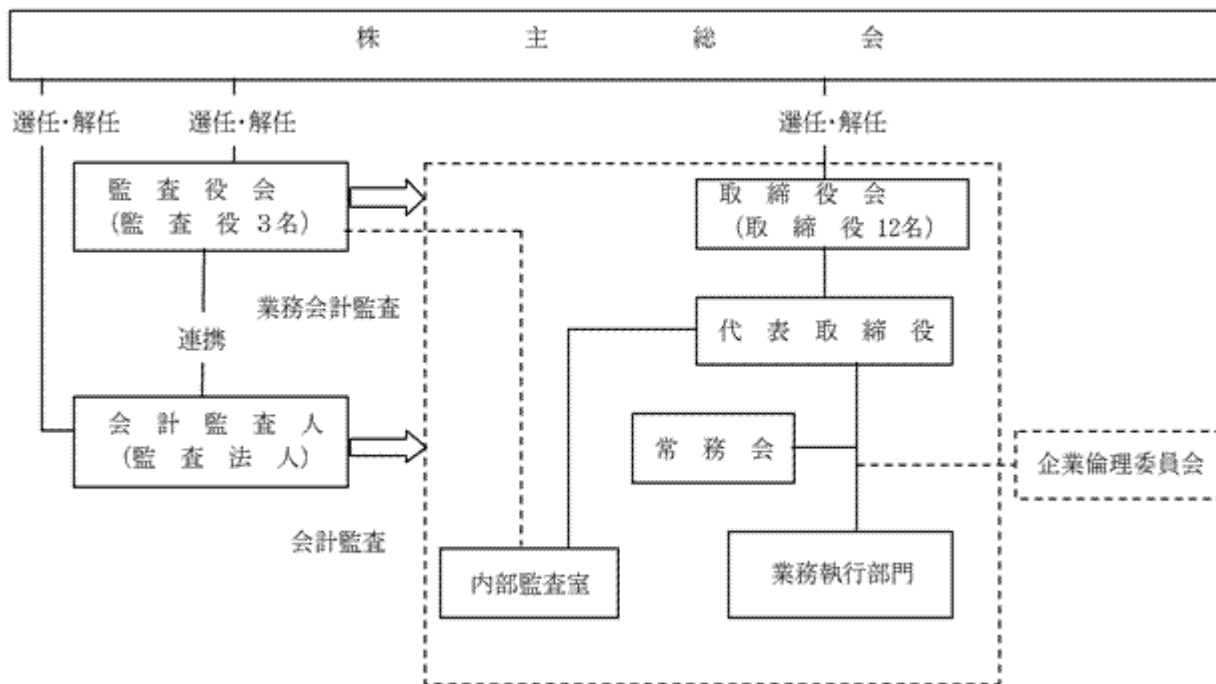 株主総会
選任･解任
選任･解任
選任･解任
監査役会
(監査役３名)
取締役会
(取締役12名)
業務会計監査
連携
代表取締役
会計監査人
(監査法人)
常務会
企業倫理委員会
会計監査
内部監査室
業務執行部門